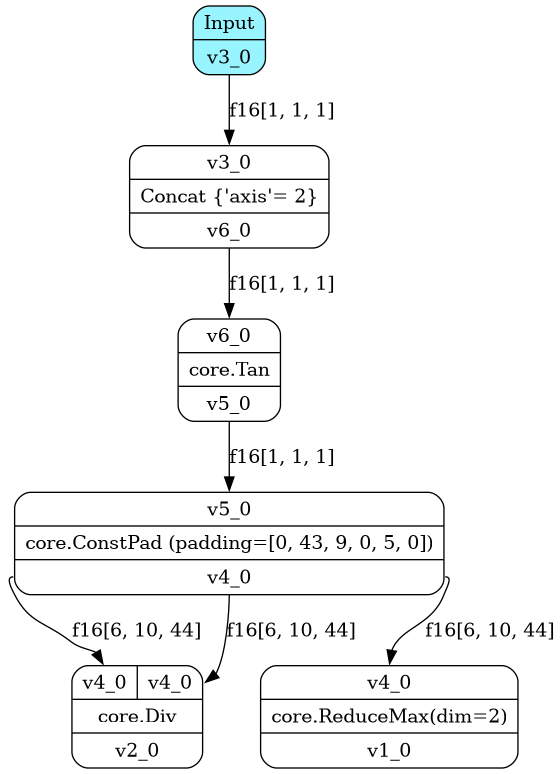 Input
v3_0
f16[1, 1, 1]
v3_0
Concat {'axis'= 2}
v6_0
f16[1, 1, 1]
v6_0
core.Tan
v5_0
f16[1, 1, 1]
v5_0
core.ConstPad (padding=[0, 43, 9, 0, 5, 0])
v4_0
f16[6, 10, 44] f16[6, 10, 44] f16[6, 10, 44]
v4_0 v4_0 v4_0
core.Div core.ReduceMax(dim=2)
v2_0 v1_0